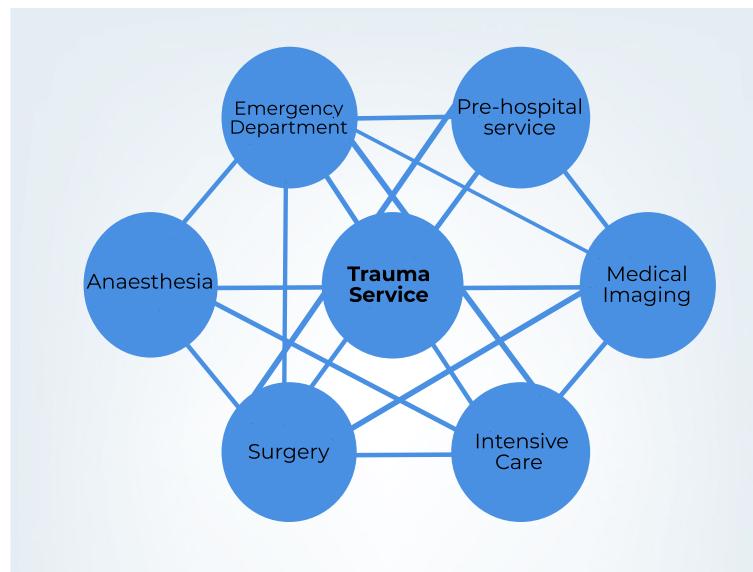 Emergency
Department
Pre-hospital
service
Anaesthesia
Trauma
Service
Medical
Imaging
Surgery
Intensive
Care